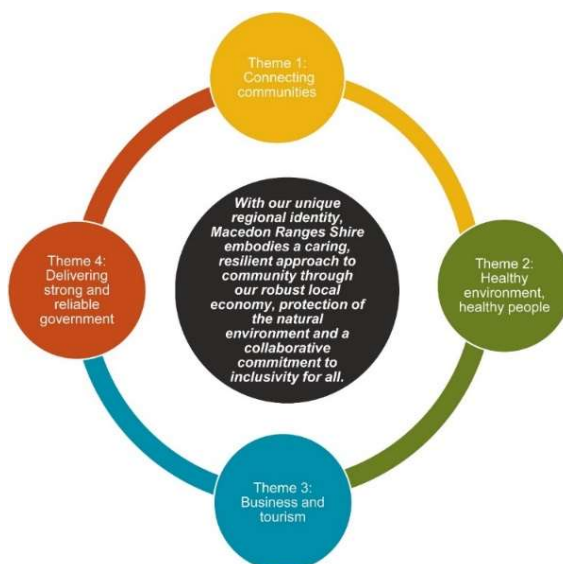 Theme 1:
Connecting
communities
With our unique
regional identity,
Macedon Ranges Shire
embodies a caring,
resilient approach to
community through
our robust local
economy, protection of
the natural
environment and a
collaborative
commitment to
inclusivity for all.
Theme 4:
Delivering
strong and
reliable
government
Theme 2:
Healthy
environment,
healthy people
Theme 3:
Business and
tourism